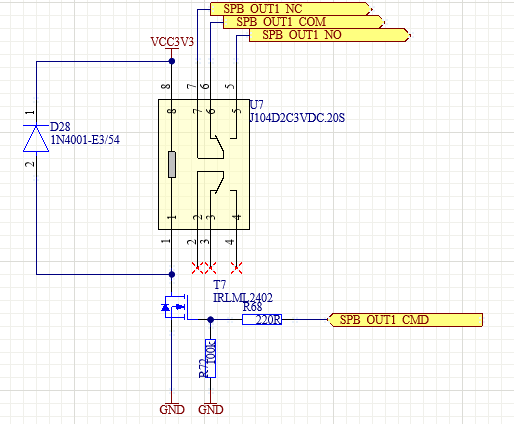 SPB_OUT1_NC
SPB_OUT1_COM
SPB_OUT1_NO
VCC3V3
8
7
6
5
U7
J104D2C3VDC.20S
8
7
6
5
1
D28
1N4001-E3/54
2
1
2
3
4
1
2
3
4
T7
IRLML2402
R68
220R
SPB_OUT1_CMD
R72
100k
GND
GND